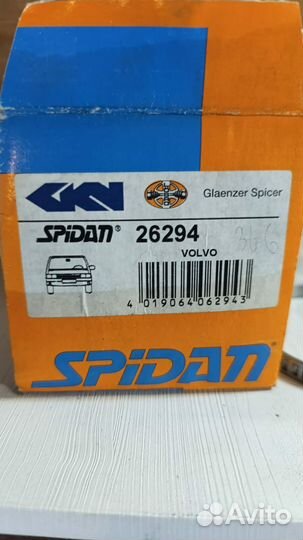 GKN
Glaenzer Spicer
SPiDAN® 26294
VOLVO
4 019064 062943
SPiDAN
Avito